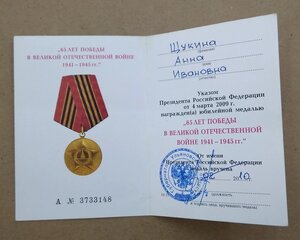 "65 ЛЕТ ПОБЕДЫ
В ВЕЛИКОЙ ОТЕЧЕСТВЕННОЙ ВОЙНЕ
1941—1945 гг."
А № 3733148
Щукина
Анна
Ивановна
Указом
Президента Российской Федерации
от 4 марта 2009 г.
награжден(а) юбилейной медалью
"65 ЛЕТ ПОБЕДЫ
В ВЕЛИКОЙ ОТЕЧЕСТВЕННОЙ
ВОЙНЕ 1941—1945 гг."
От имени
Президента Российской Федерации
медаль вручена
02 2010